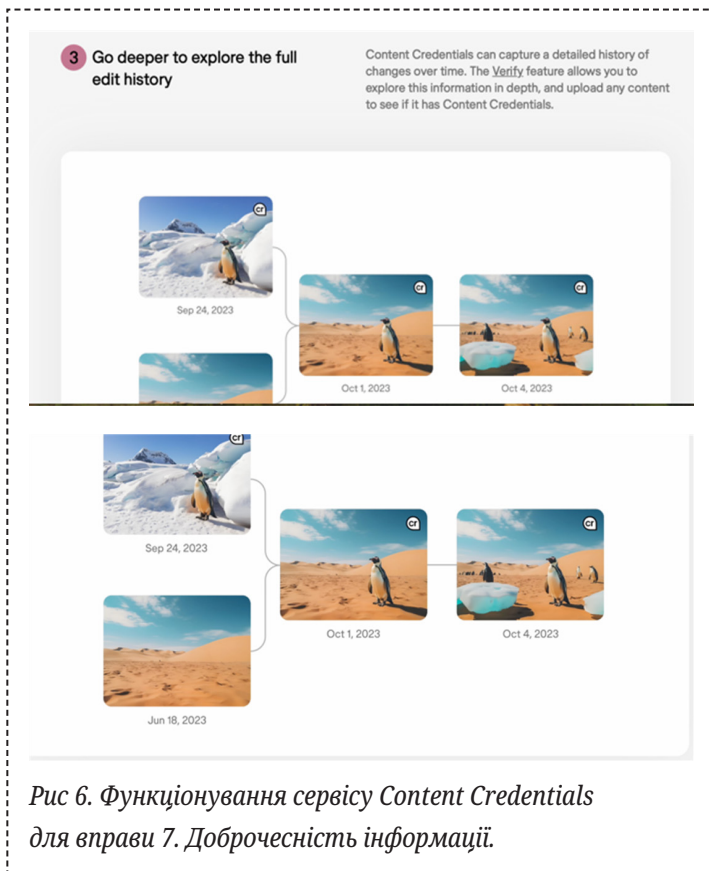 3 Go deeper to explore the full
edit history
Content Credentials can capture a detailed history of
changes over time. The Verify feature allows you to
explore this information in depth, and upload any content
to see if it has Content Credentials.
cr
Sep 24, 2023
cr
Oct 1, 2023
cr
Oct 4, 2023
cr
Sep 24, 2023
cr
Oct 1, 2023
cr
Oct 4, 2023
Jun 18, 2023
Рис 6. Функціонування сервісу Content Credentials
для вправи 7. Доброчесність інформації.